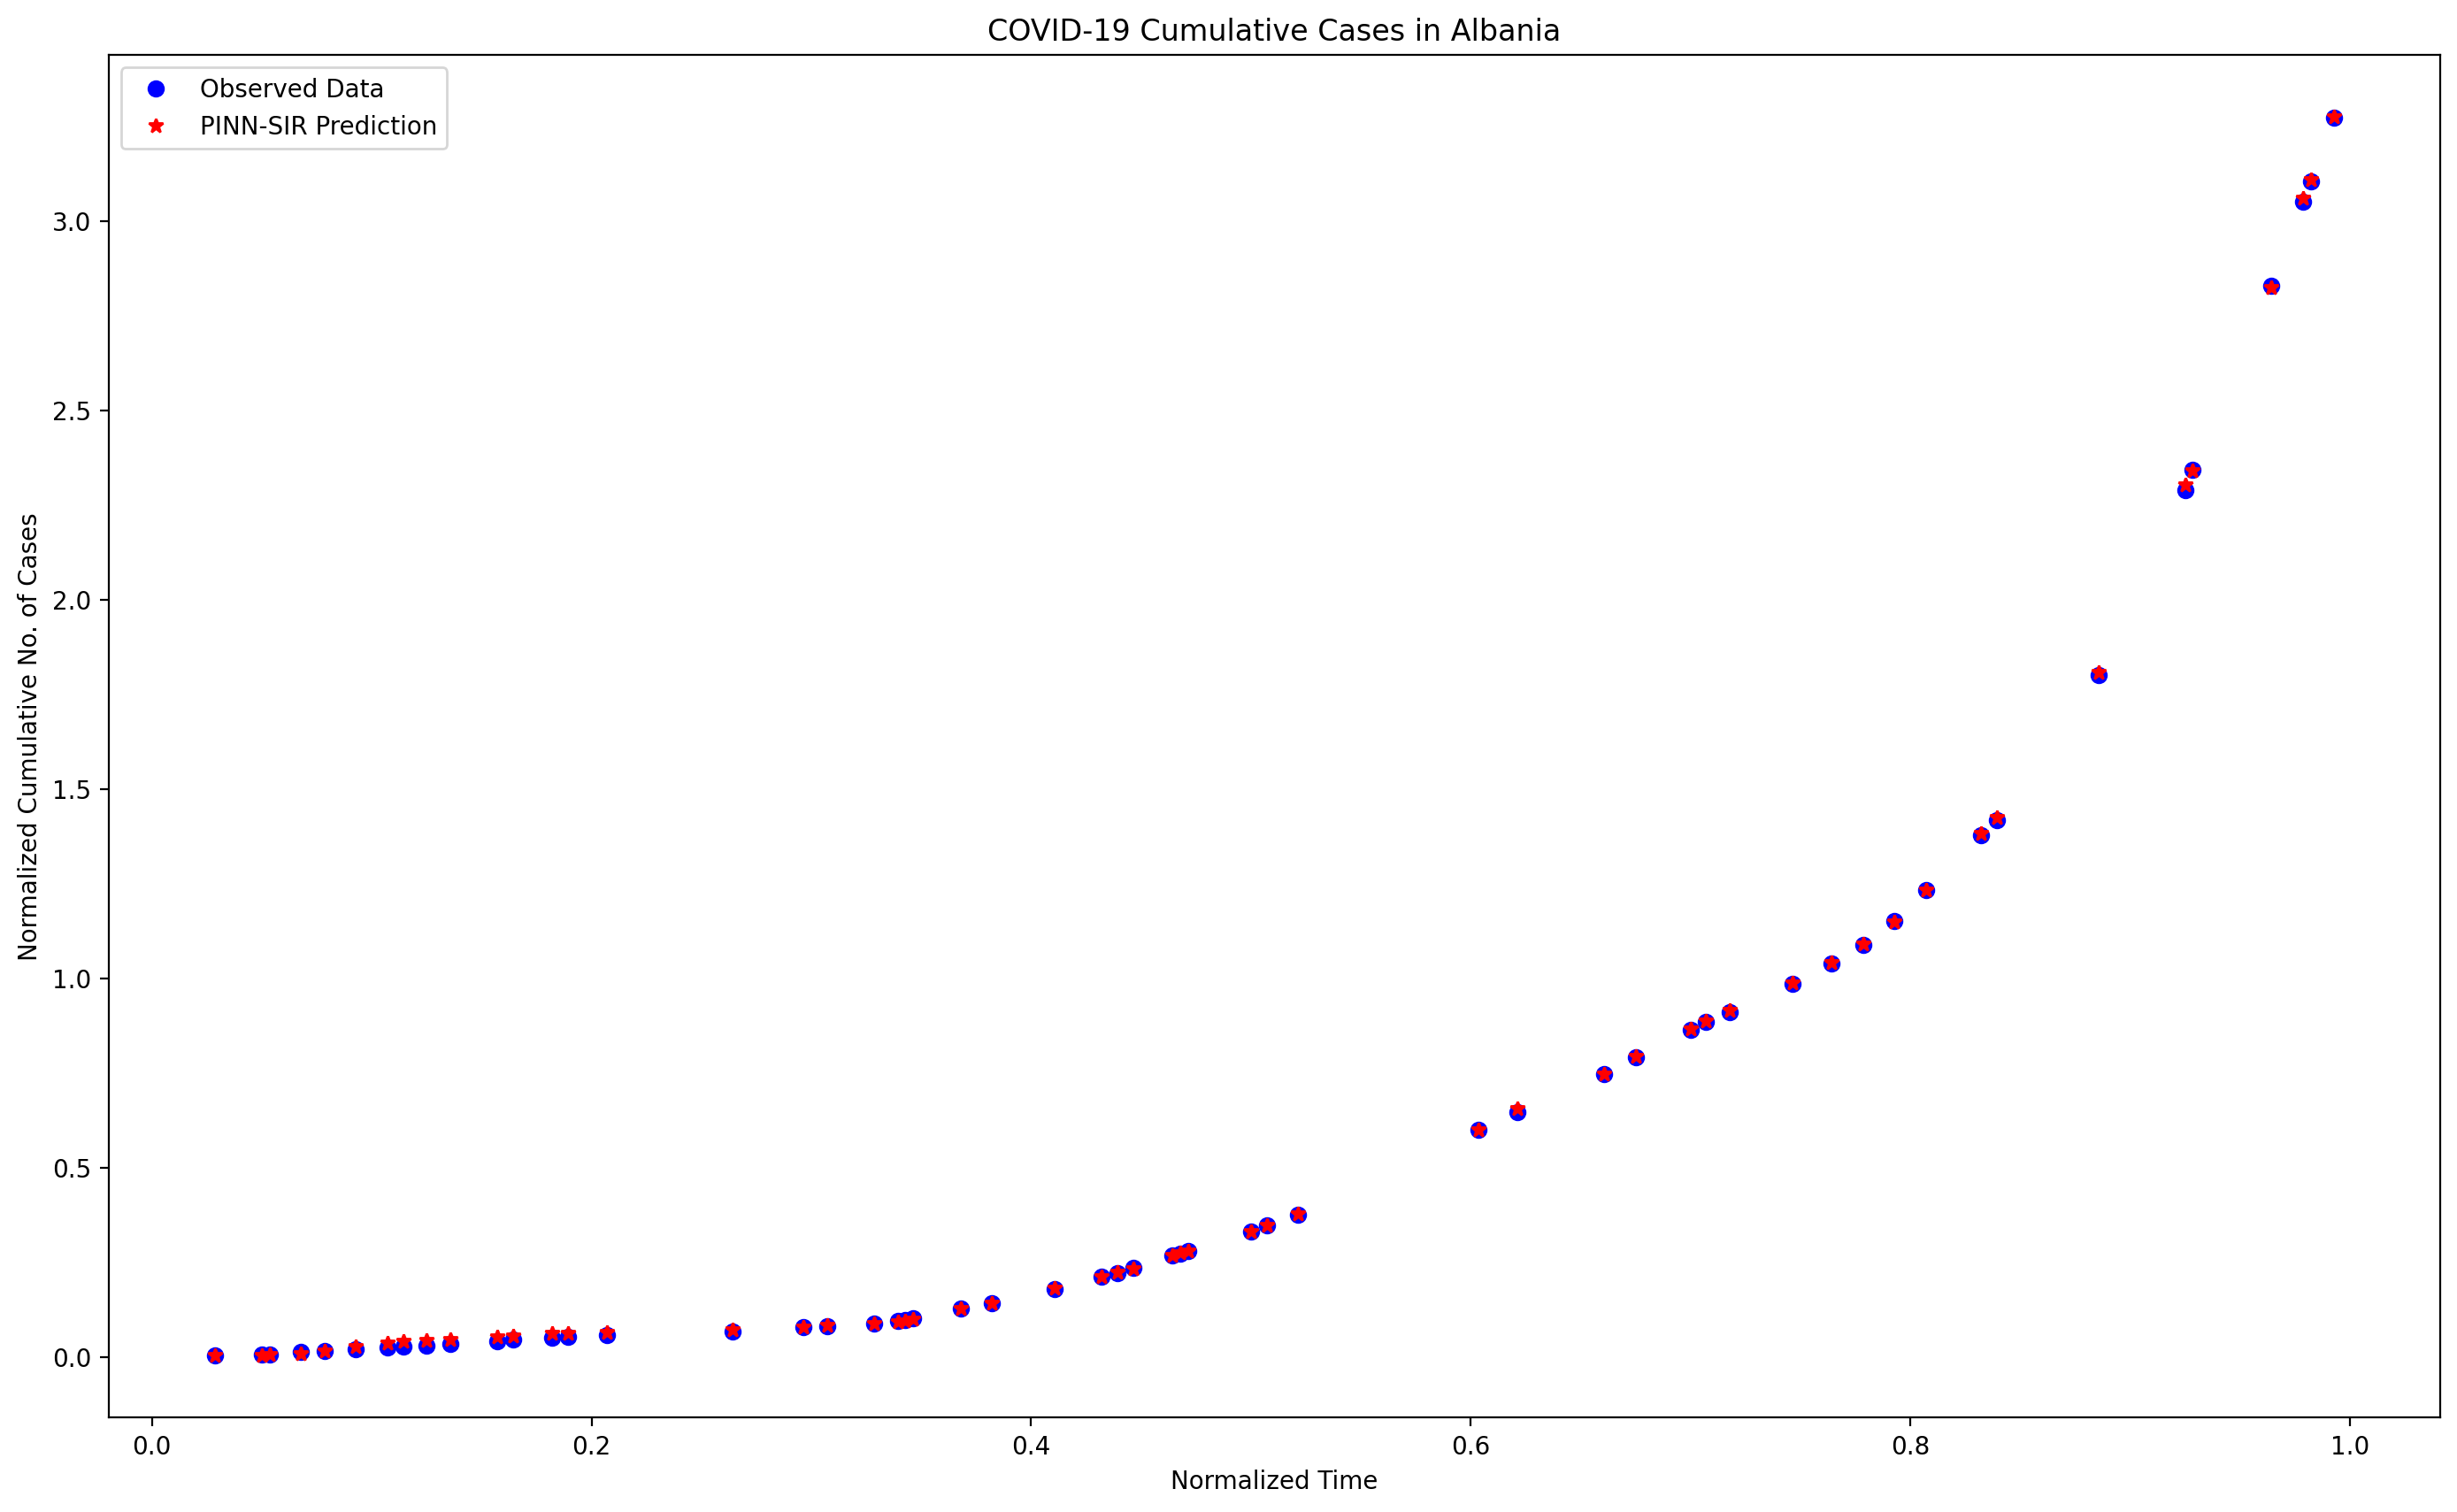 COVID-19 Cumulative Cases in Albania
Observed Data
PINN-SIR Prediction
Normalized Cumulative No. of Cases
3.0
2.5
2.0
1.5
1.0
0.5
0.0
0.0 0.2 0.4 0.6 0.8 1.0
Normalized Time